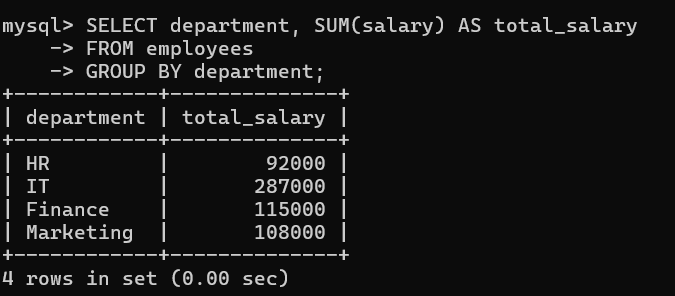 mysql> SELECT department, SUM(salary) AS total_salary
    -> FROM employees
    -> GROUP BY department;
+------------+--------------+
| department | total_salary |
+------------+--------------+
| HR         |        92000 |
| IT         |       287000 |
| Finance    |       115000 |
| Marketing  |       108000 |
+------------+--------------+
4 rows in set (0.00 sec)